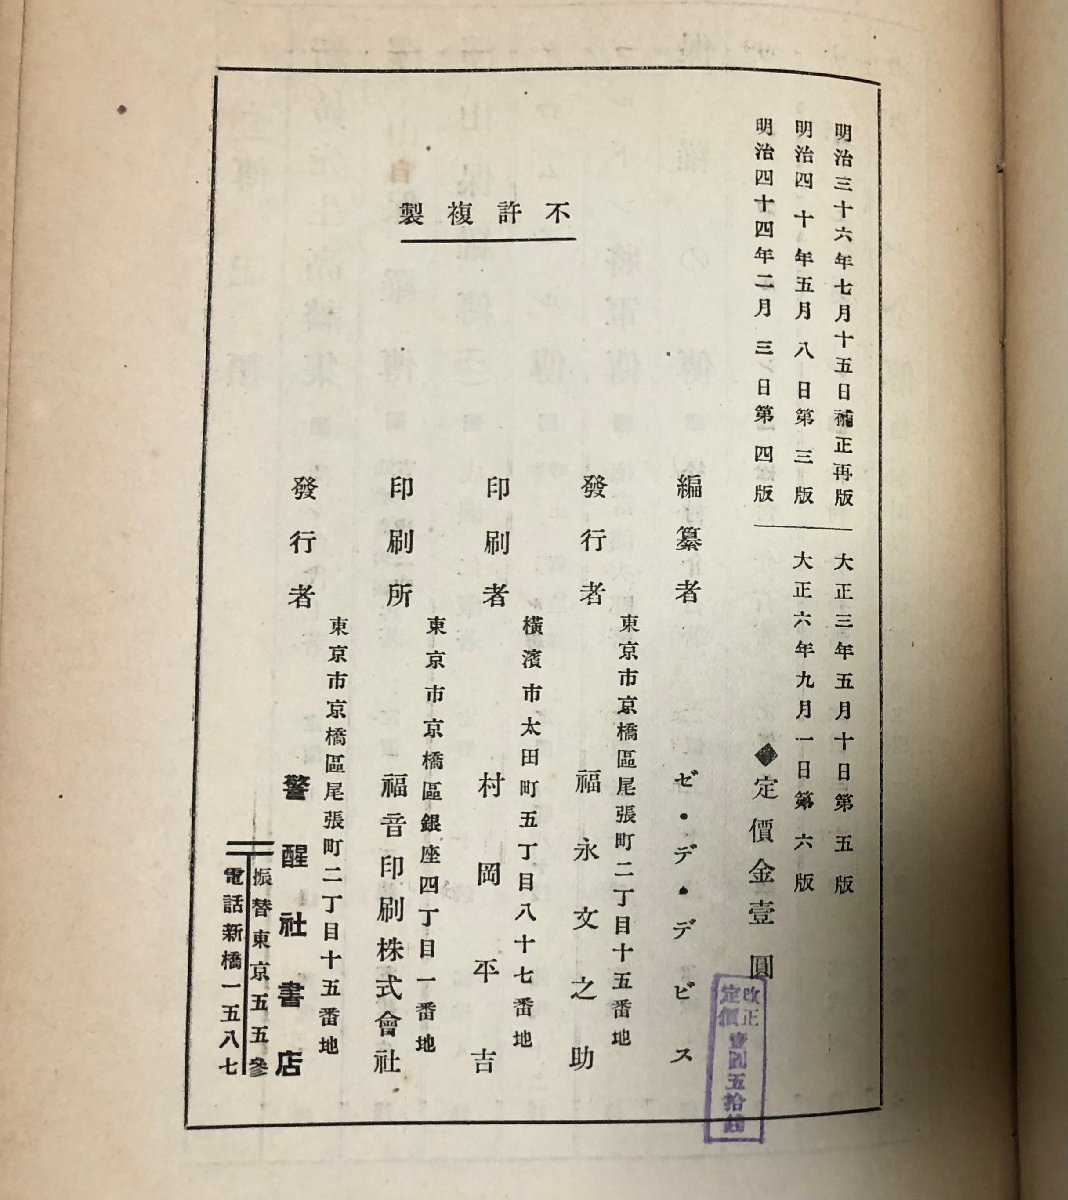 明治三十六年七月十五日補正再版
明治四十年五月八日第三版
明治四十四年二月三日第四版
大正三年五月十日第五版
大正六年九月一日第六版
◆定價金壹圓
改正
定價
壹圓五拾錢
不許複製
編纂者
ゼ・デ・デビス
發行者
東京市京橋區尾張町二丁目十五番地
福永文之助
印刷者
横濱市太田町五丁目八十七番地
村岡平吉
印刷所
東京市京橋區銀座四丁目一番地
福音印刷株式會社
發行者
東京市京橋區尾張町二丁目十五番地
警醒社書店
振替東京五五參
電話新橋一五八七